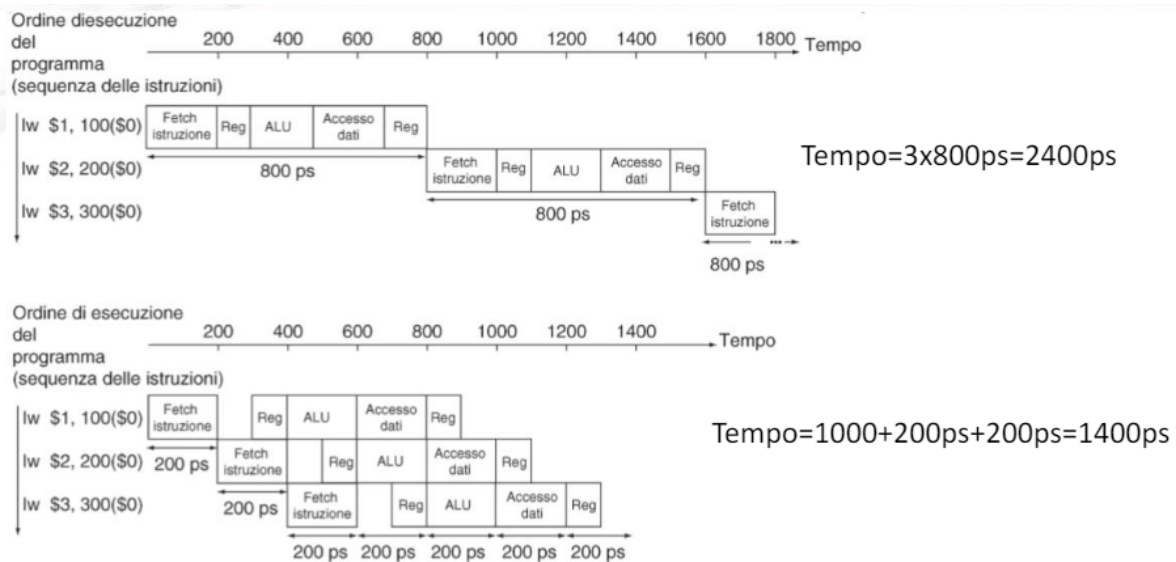 Ordine diesecuzione
del
programma
(sequenza delle istruzioni)
200 400 600 800 1000 1200 1400 1600 1800 Tempo
lw $1, 100($0) Fetch istruzione Reg ALU Accesso dati Reg
800 ps
lw $2, 200($0) Fetch istruzione Reg ALU Accesso dati Reg
800 ps
lw $3, 300($0) Fetch istruzione
...
800 ps
Tempo=3x800ps=2400ps
Ordine di esecuzione
del
programma
(sequenza delle istruzioni)
200 400 600 800 1000 1200 1400 Tempo
lw $1, 100($0) Fetch istruzione Reg ALU Accesso dati Reg
200 ps
lw $2, 200($0) Fetch istruzione Reg ALU Accesso dati Reg
200 ps
lw $3, 300($0) Fetch istruzione Reg ALU Accesso dati Reg
200 ps 200 ps 200 ps 200 ps 200 ps
Tempo=1000+200ps+200ps=1400ps